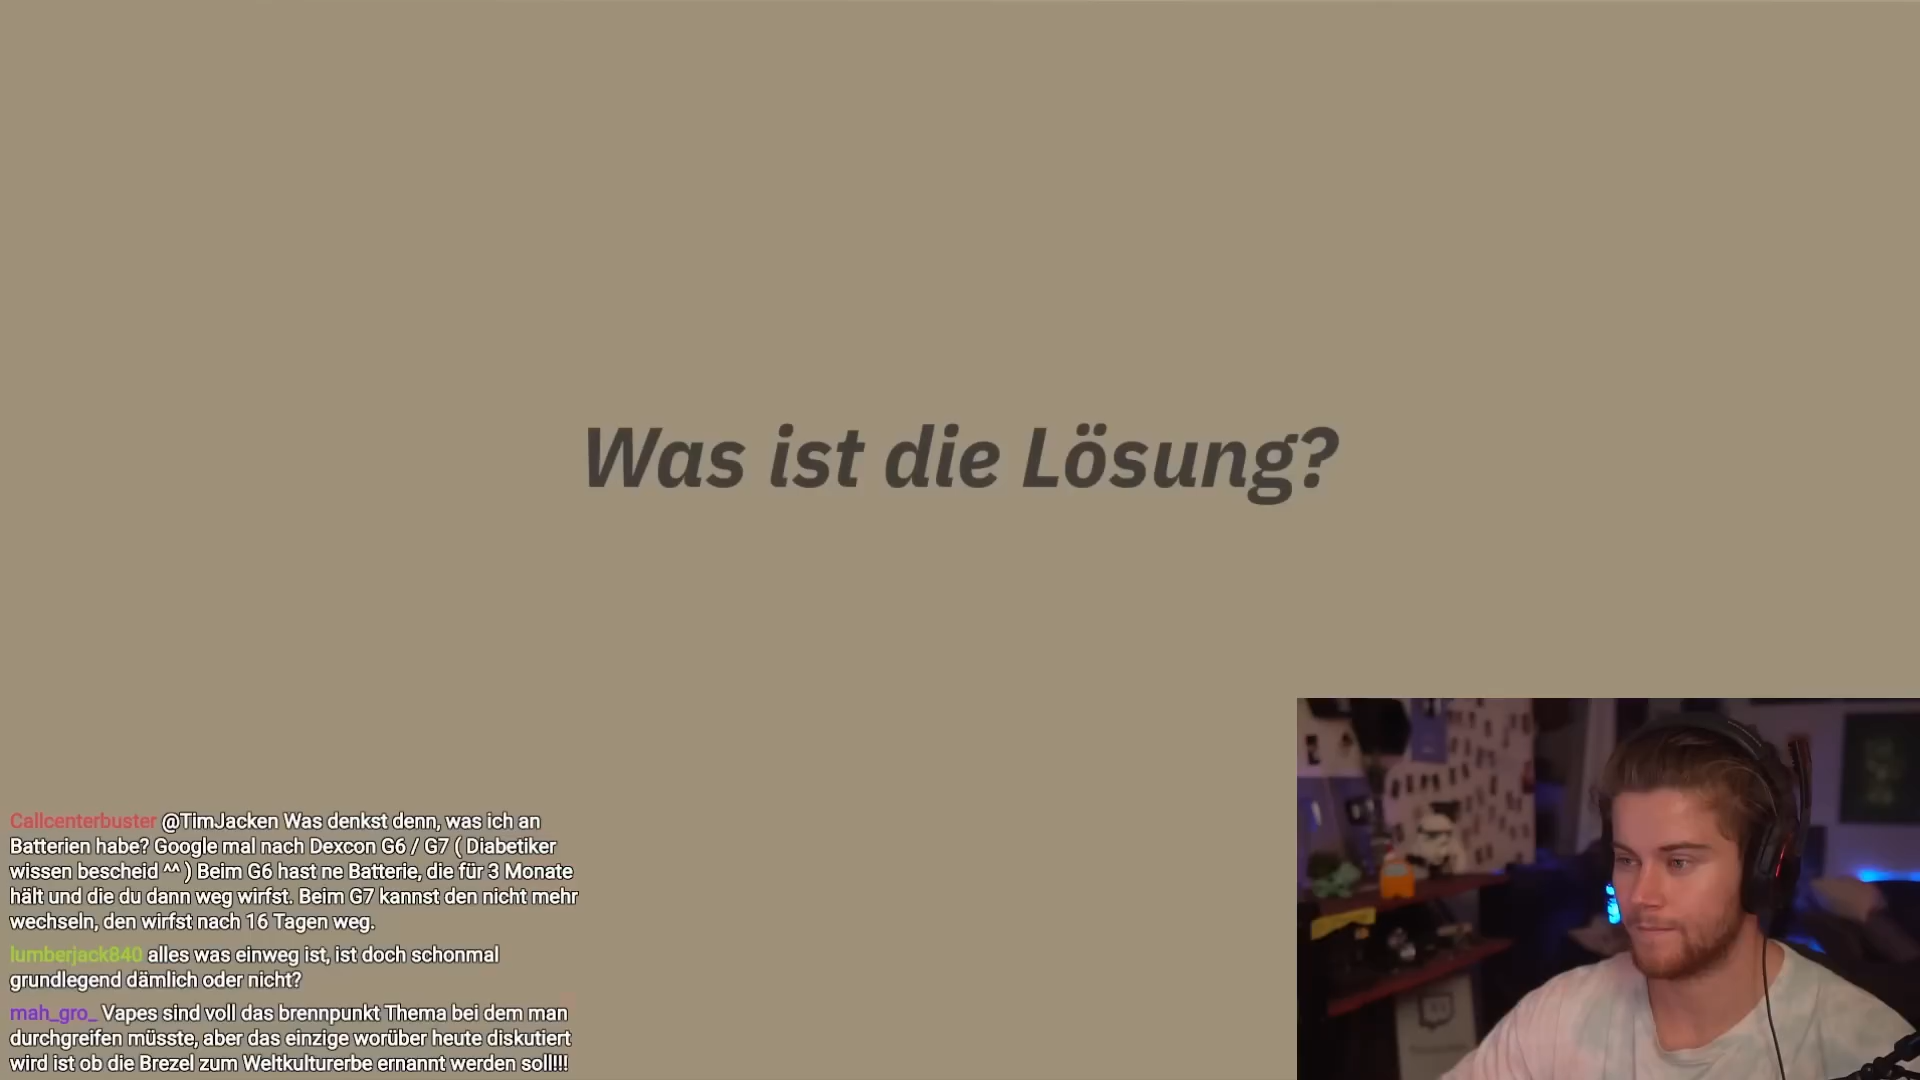 Was ist die Lösung?
Callcenterbuster @TimJacken Was denkst denn, was ich an
Batterien habe? Google mal nach Dexcon G6 / G7 ( Diabetiker
wissen bescheid ^^ ) Beim G6 hast ne Batterie, die für 3 Monate
hält und die du dann weg wirfst. Beim G7 kannst den nicht mehr
wechseln, den wirfst nach 16 Tagen weg.
lumberjack840 alles was einweg ist, ist doch schonmal
grundlegend dämlich oder nicht?
mah_gro_ Vapes sind voll das brennpunkt Thema bei dem man
durchgreifen müsste, aber das einzige worüber heute diskutiert
wird ist ob die Brezel zum Weltkulturerbe ernannt werden soll!!!